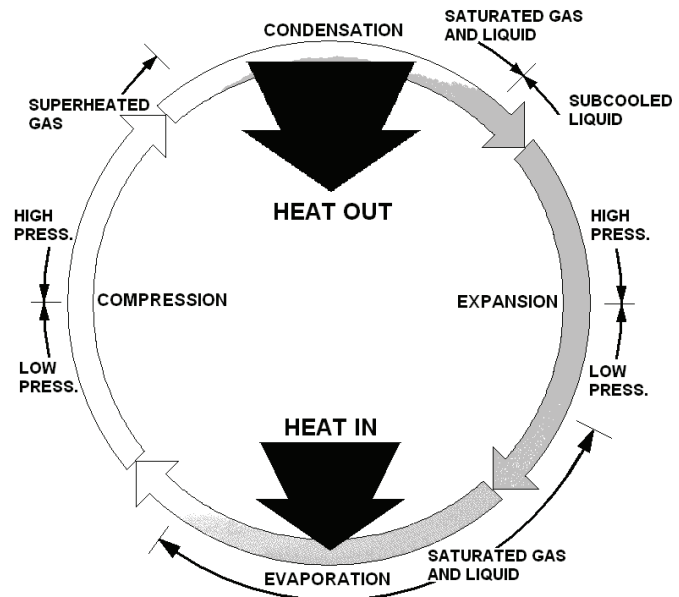 CONDENSATION
SATURATED GAS
AND LIQUID
SUPERHEATED
GAS
SUBCOOLED
LIQUID
HEAT OUT
HIGH
PRESS.
HIGH
PRESS.
COMPRESSION
EXPANSION
LOW
PRESS.
LOW
PRESS.
HEAT IN
SATURATED GAS
AND LIQUID
EVAPORATION